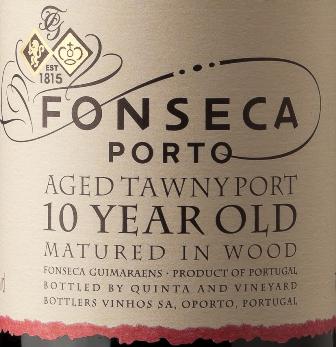 EST
1815
FONSECA
PORTO
AGED TAWNY PORT
10 YEAR OLD
MATURED IN WOOD
FONSECA GUIMARAENS · PRODUCT OF PORTUGAL
BOTTLED BY QUINTA AND VINEYARD
BOTTLERS VINHOS SA, OPORTO, PORTUGAL